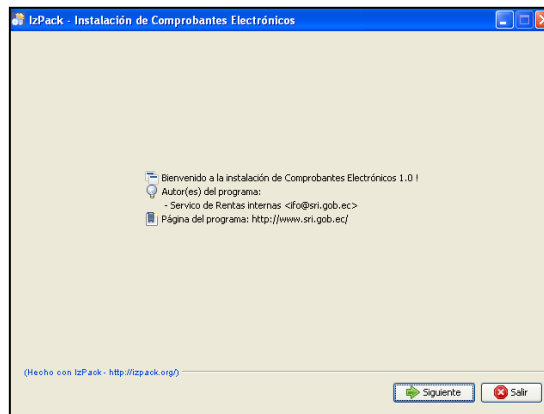 IzPack - Instalación de Comprobantes Electrónicos
Bienvenido a la instalación de Comprobantes Electrónicos 1.0 !
Autor(es) del programa:
- Servico de Rentas internas <ifo@sri.gob.ec>
Página del programa: http://www.sri.gob.ec/
(Hecho con IzPack - http://izpack.org/)
Siguiente
Salir